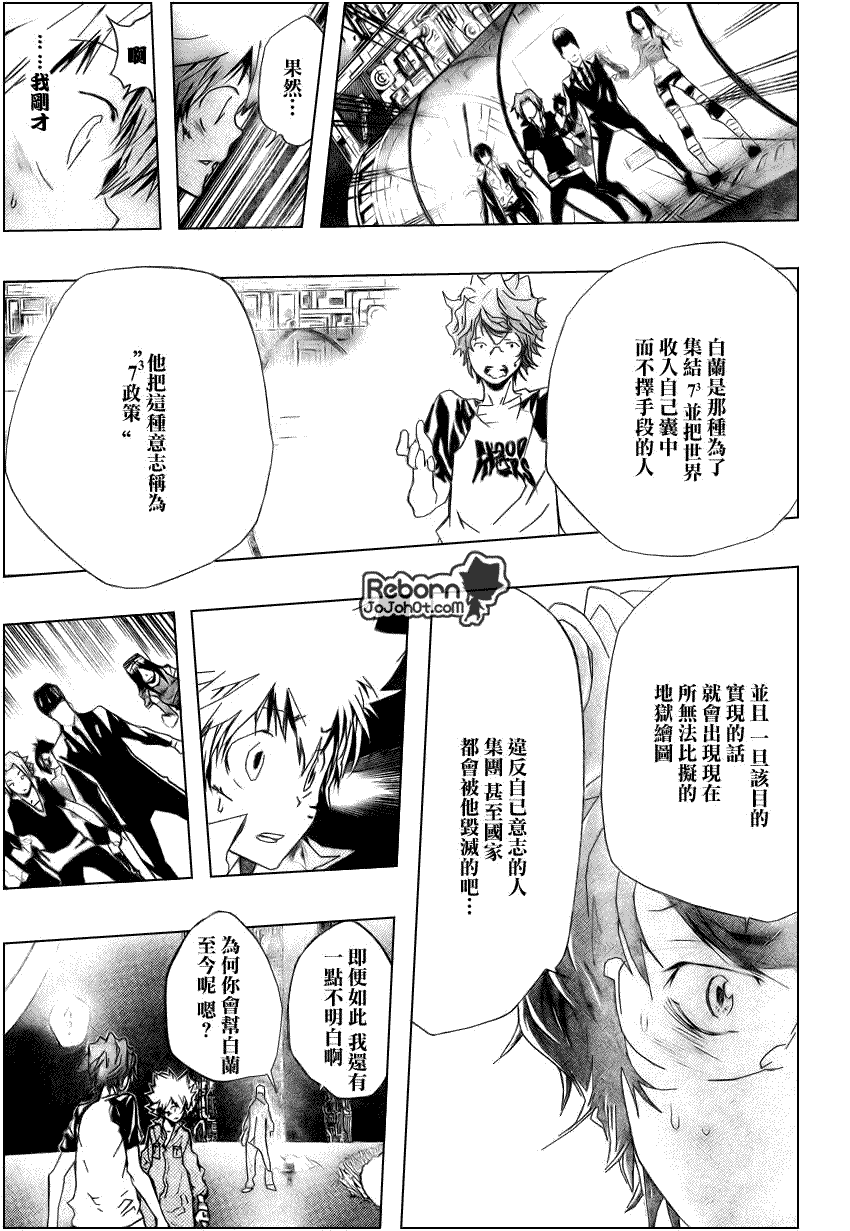 果然…
啊
……我剛才
白蘭是那種為了
集結7³並把世界
收入自己囊中
而不擇手段的人
他把這種意志稱為
”7³政策“
並且 一旦該目的
實現的話
就會出現現在
所無法比擬的
地獄繪圖
違反自己意志的人
集團 甚至國家
都會被他毀滅的吧…
即便如此 我還有
一點不明白啊
為何你會幫白蘭
至今呢 嗯？
Reborn
JoJoHot.com